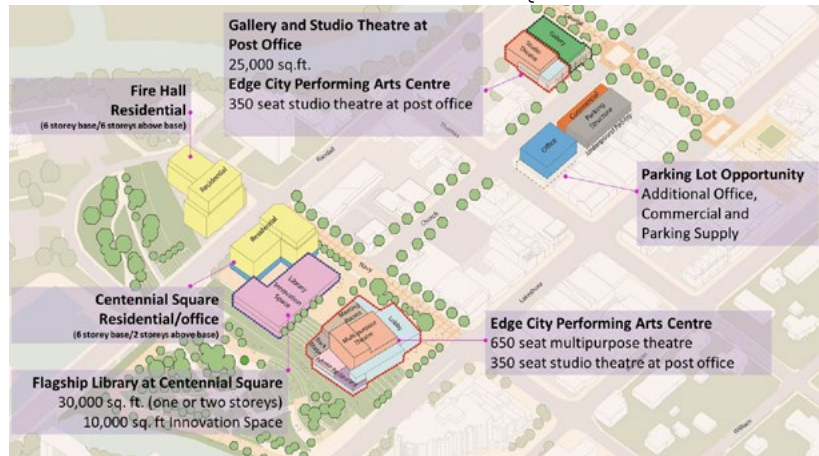 Gallery and Studio Theatre at
Post Office
25,000 sq.ft.
Edge City Performing Arts Centre
350 seat studio theatre at post office
Gallery
Studio
Theatre
Fire Hall
Residential
(6 storey base/6 storeys above base)
Residential
Thomas
Randall
Commercial
Parking
Structure
Office
Underground Parking
Parking Lot Opportunity
Additional Office,
Commercial and
Parking Supply
Church
Residential
Navy
Lakeshore
Library
Innovation
Space
Centennial Square
Residential/office
(6 storey base/2 storeys above base)
Meeting
Lobby
Multipurpose
Theatre
Back
Edge City Performing Arts Centre
650 seat multipurpose theatre
350 seat studio theatre at post office
Flagship Library at Centennial Square
30,000 sq. ft. (one or two storeys)
10,000 sq. ft Innovation Space
William